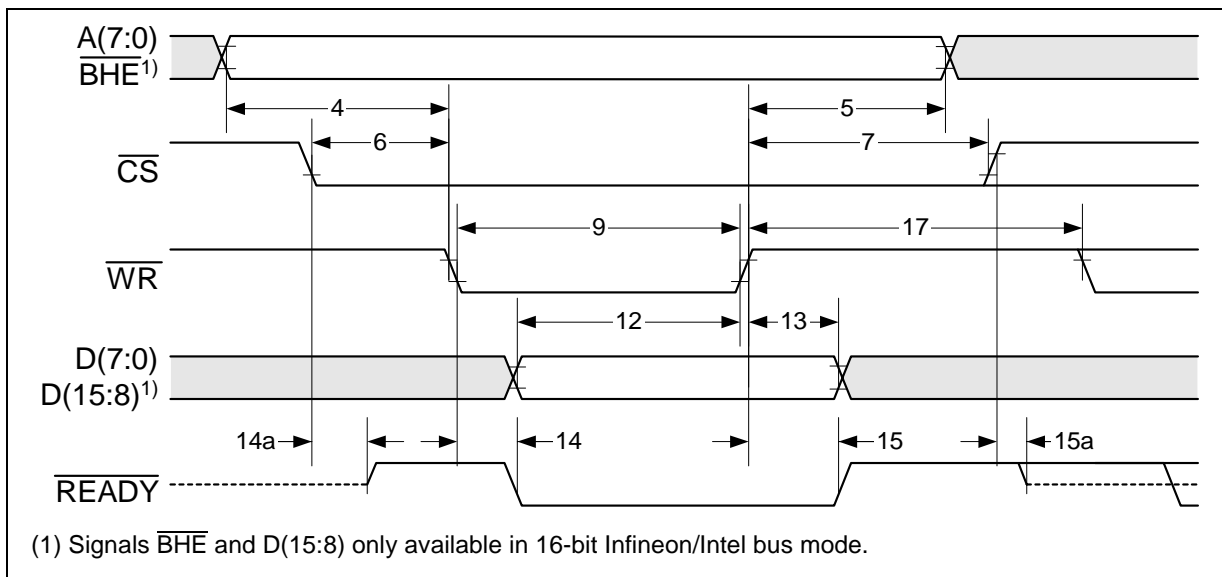 A(7:0)
BHE1)
4
5
6
7
CS
9
17
WR
12
13
D(7:0)
D(15:8)1)
14a
14
15
15a
READY
(1) Signals BHE and D(15:8) only available in 16-bit Infineon/Intel bus mode.